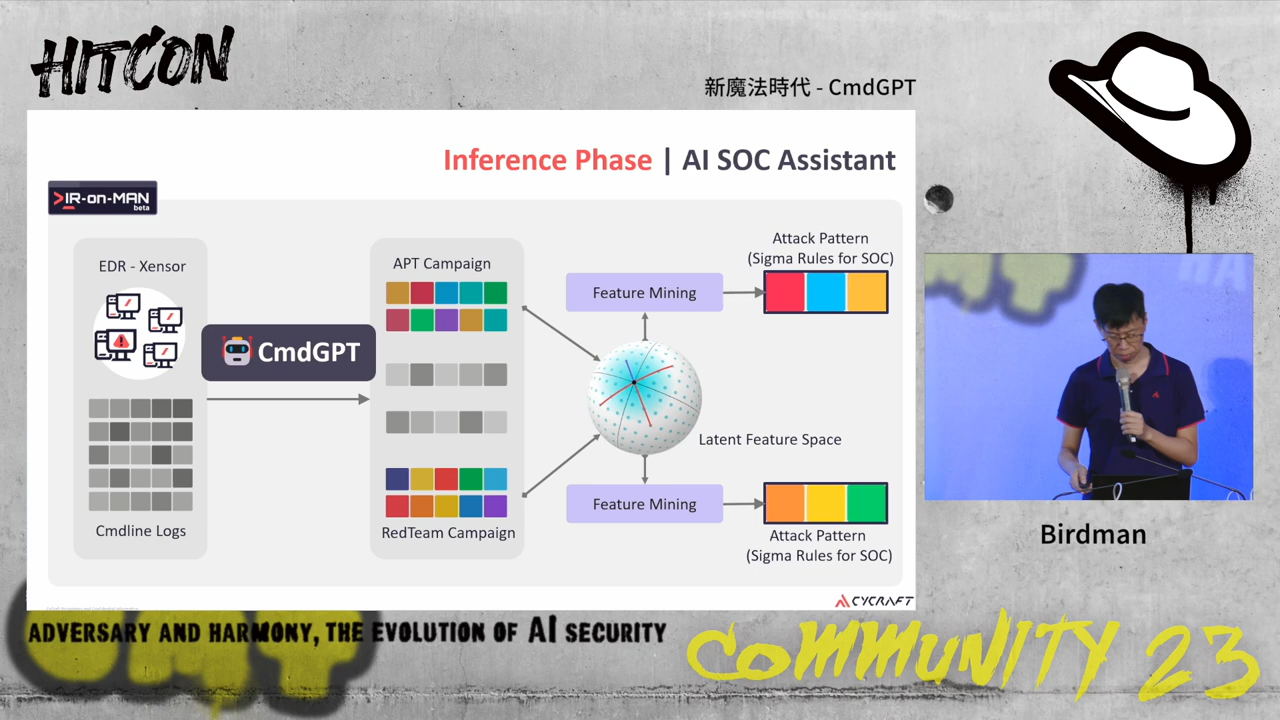 HITCON
新魔法時代 - CmdGPT
Inference Phase | AI SOC Assistant
>IR-on-MAN
beta
EDR - Xensor
CmdGPT
Cmdline Logs
APT Campaign
RedTeam Campaign
Feature Mining
Attack Pattern
(Sigma Rules for SOC)
Latent Feature Space
Feature Mining
Attack Pattern
(Sigma Rules for SOC)
CYCRAFT
Birdman
ADVERSARY AND HARMONY, THE EVOLUTION OF AI SECURITY
COMMUNITY 23